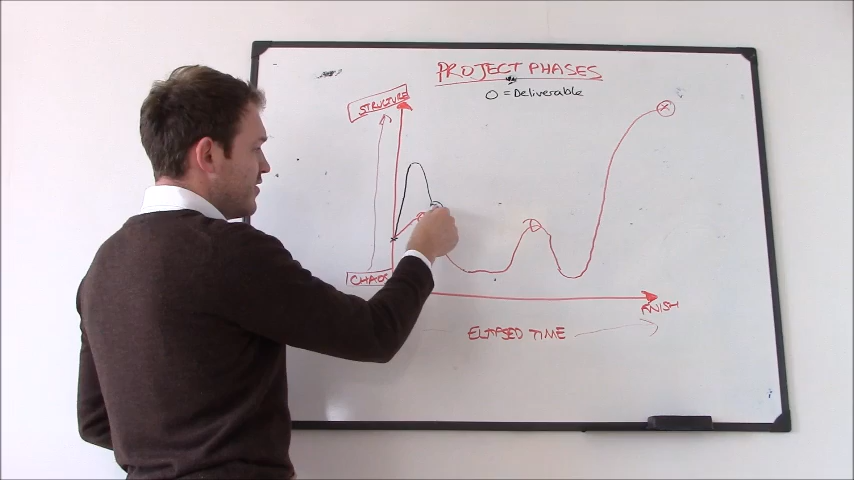 PROJECT PHASES
O = Deliverable
STRUCTURE
CHAOS
FINISH
ELAPSED TIME